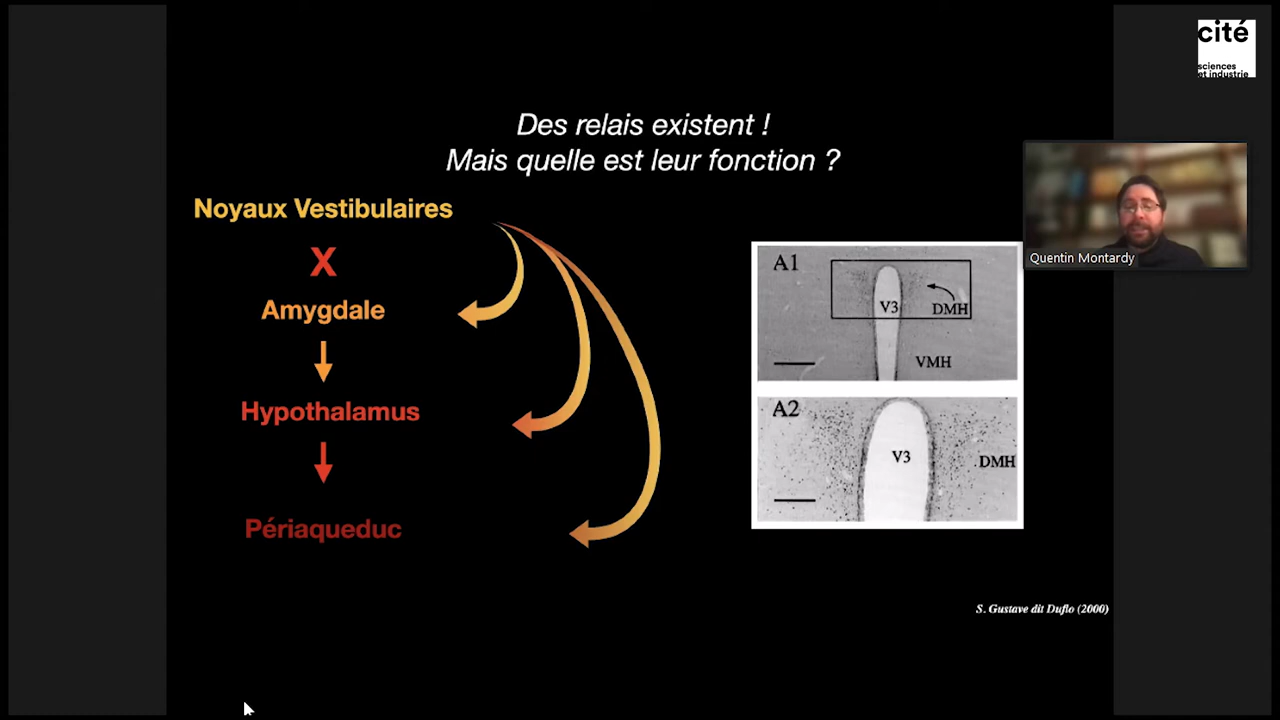 cité
sciences
et industrie
Des relais existent !
Mais quelle est leur fonction ?
Noyaux Vestibulaires
X
Amygdale
Hypothalamus
Périaqueduc
A1
V3
DMH
VMH
A2
V3
DMH
Quentin Montardy
S. Gustave dit Duflo (2000)